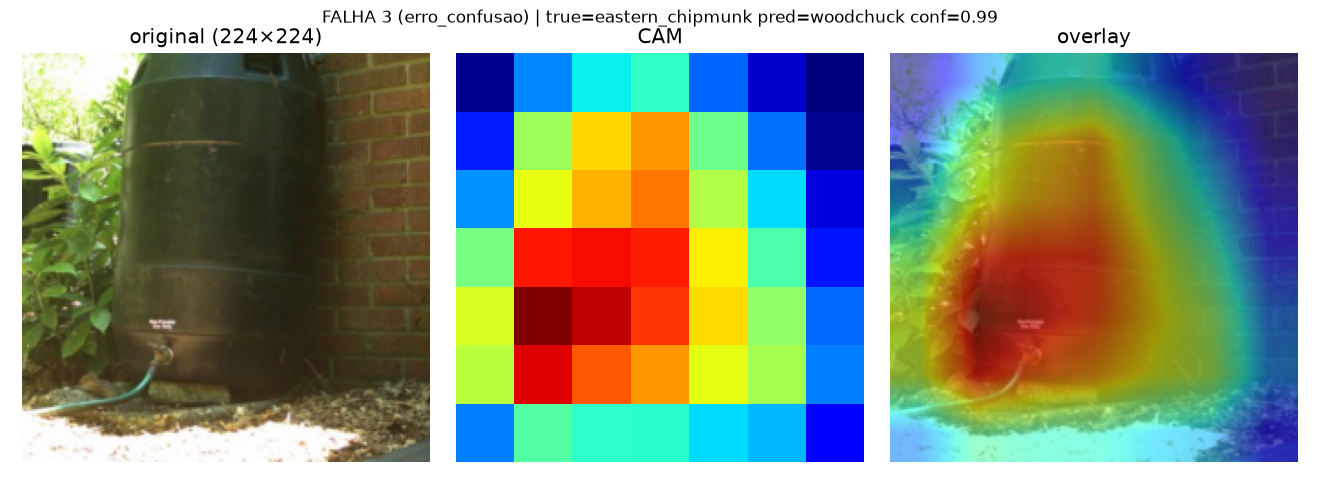 FALHA 3 (erro_confusao) | true=eastern_chipmunk pred=woodchuck conf=0.99
original (224×224)
CAM
overlay